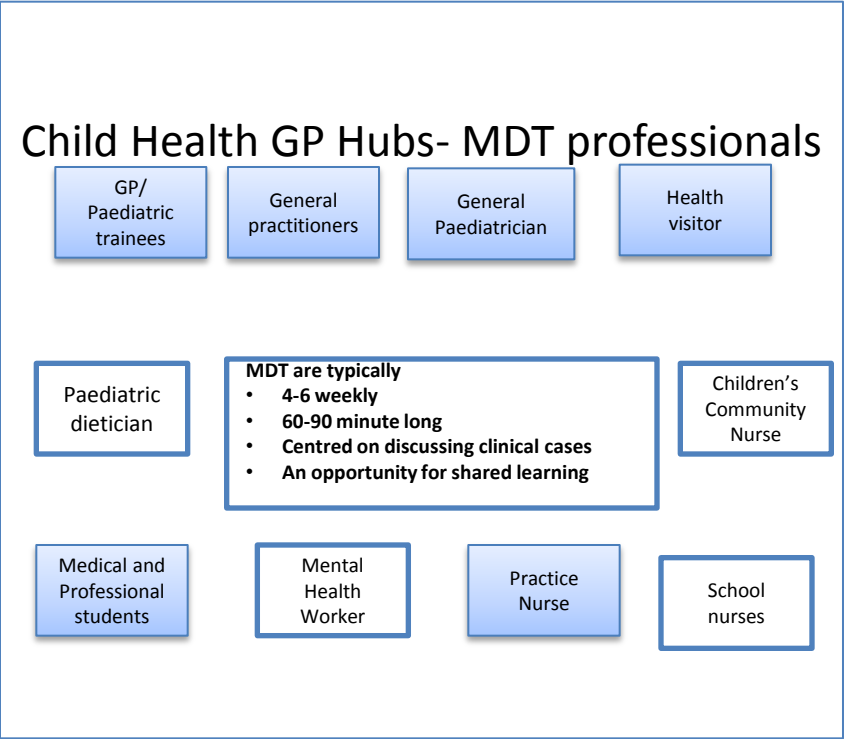 Child Health GP Hubs- MDT professionals
GP/
Paediatric
trainees
General
practitioners
General
Paediatrician
Health
visitor
Paediatric
dietician
MDT are typically
• 4-6 weekly
• 60-90 minute long
• Centred on discussing clinical cases
• An opportunity for shared learning
Children's
Community
Nurse
Medical and
Professional
students
Mental
Health
Worker
Practice
Nurse
School
nurses